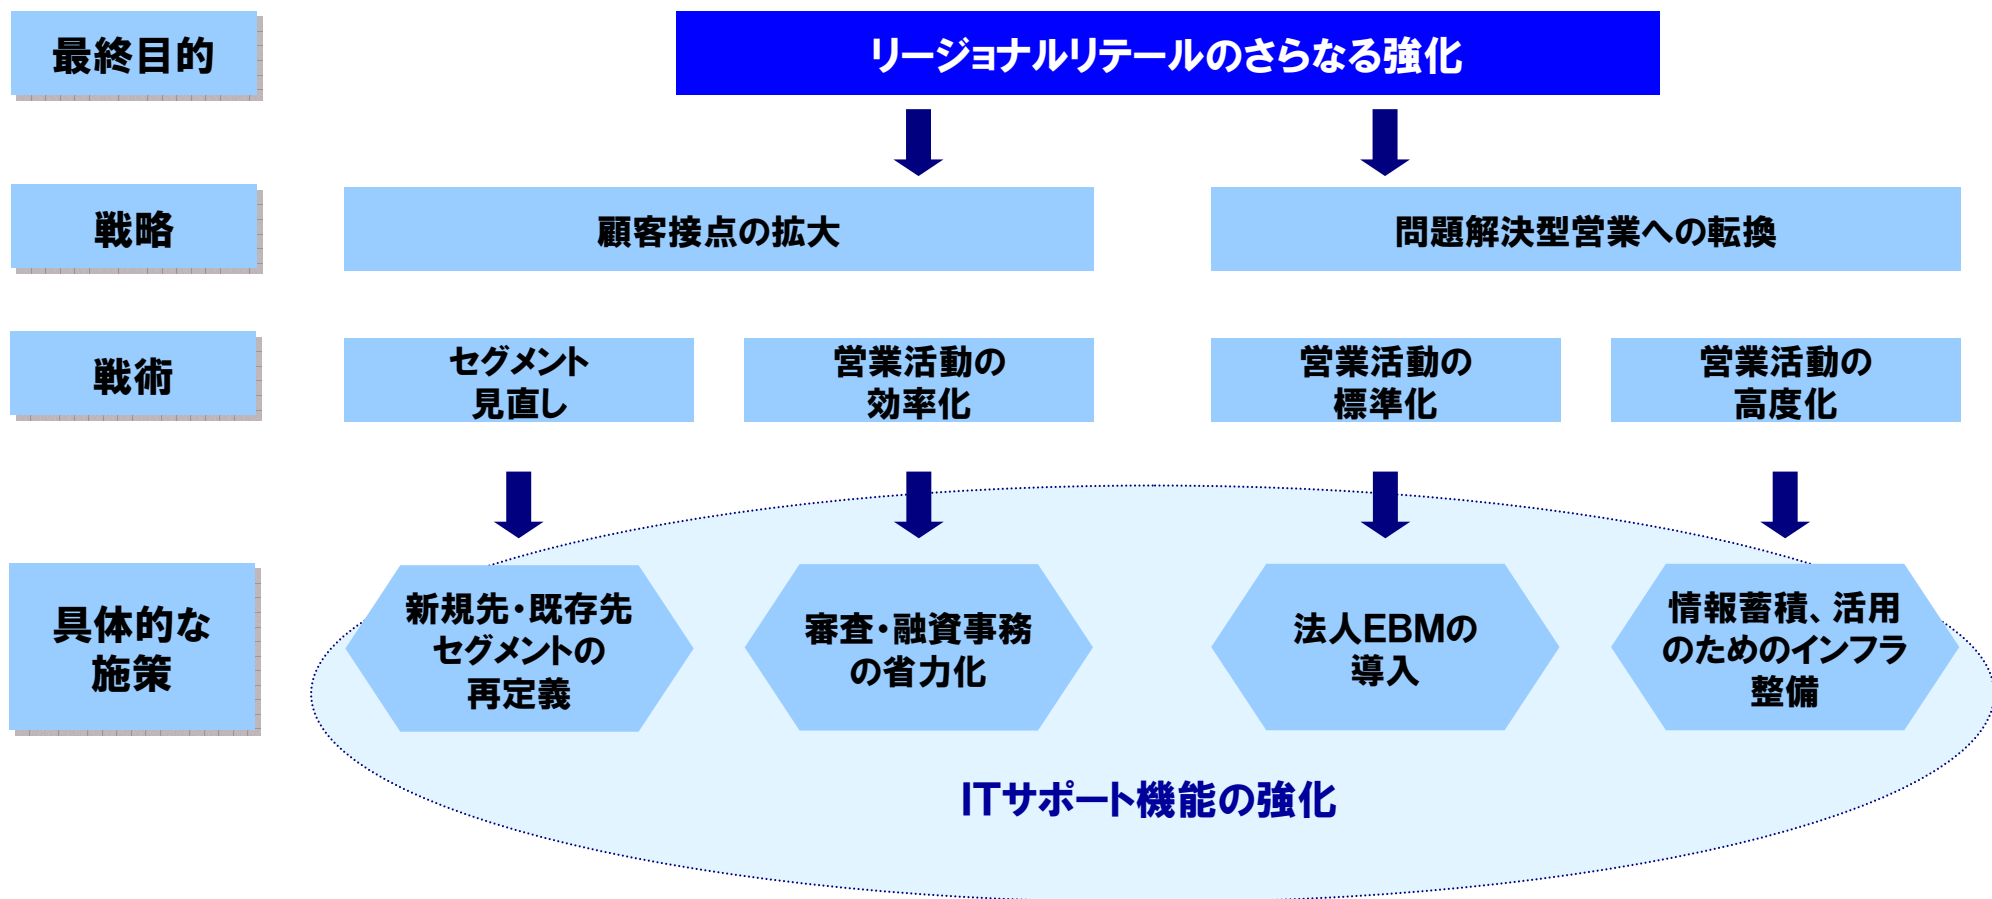 最終目的
リージョナルリテールのさらなる強化
戦略
顧客接点の拡大
問題解決型営業への転換
戦術
セグメント
見直し
営業活動の
効率化
営業活動の
標準化
営業活動の
高度化
具体的な
施策
新規先・既存先
セグメントの
再定義
審査・融資事務
の省力化
法人EBMの
導入
情報蓄積、活用
のためのインフラ
整備
ITサポート機能の強化